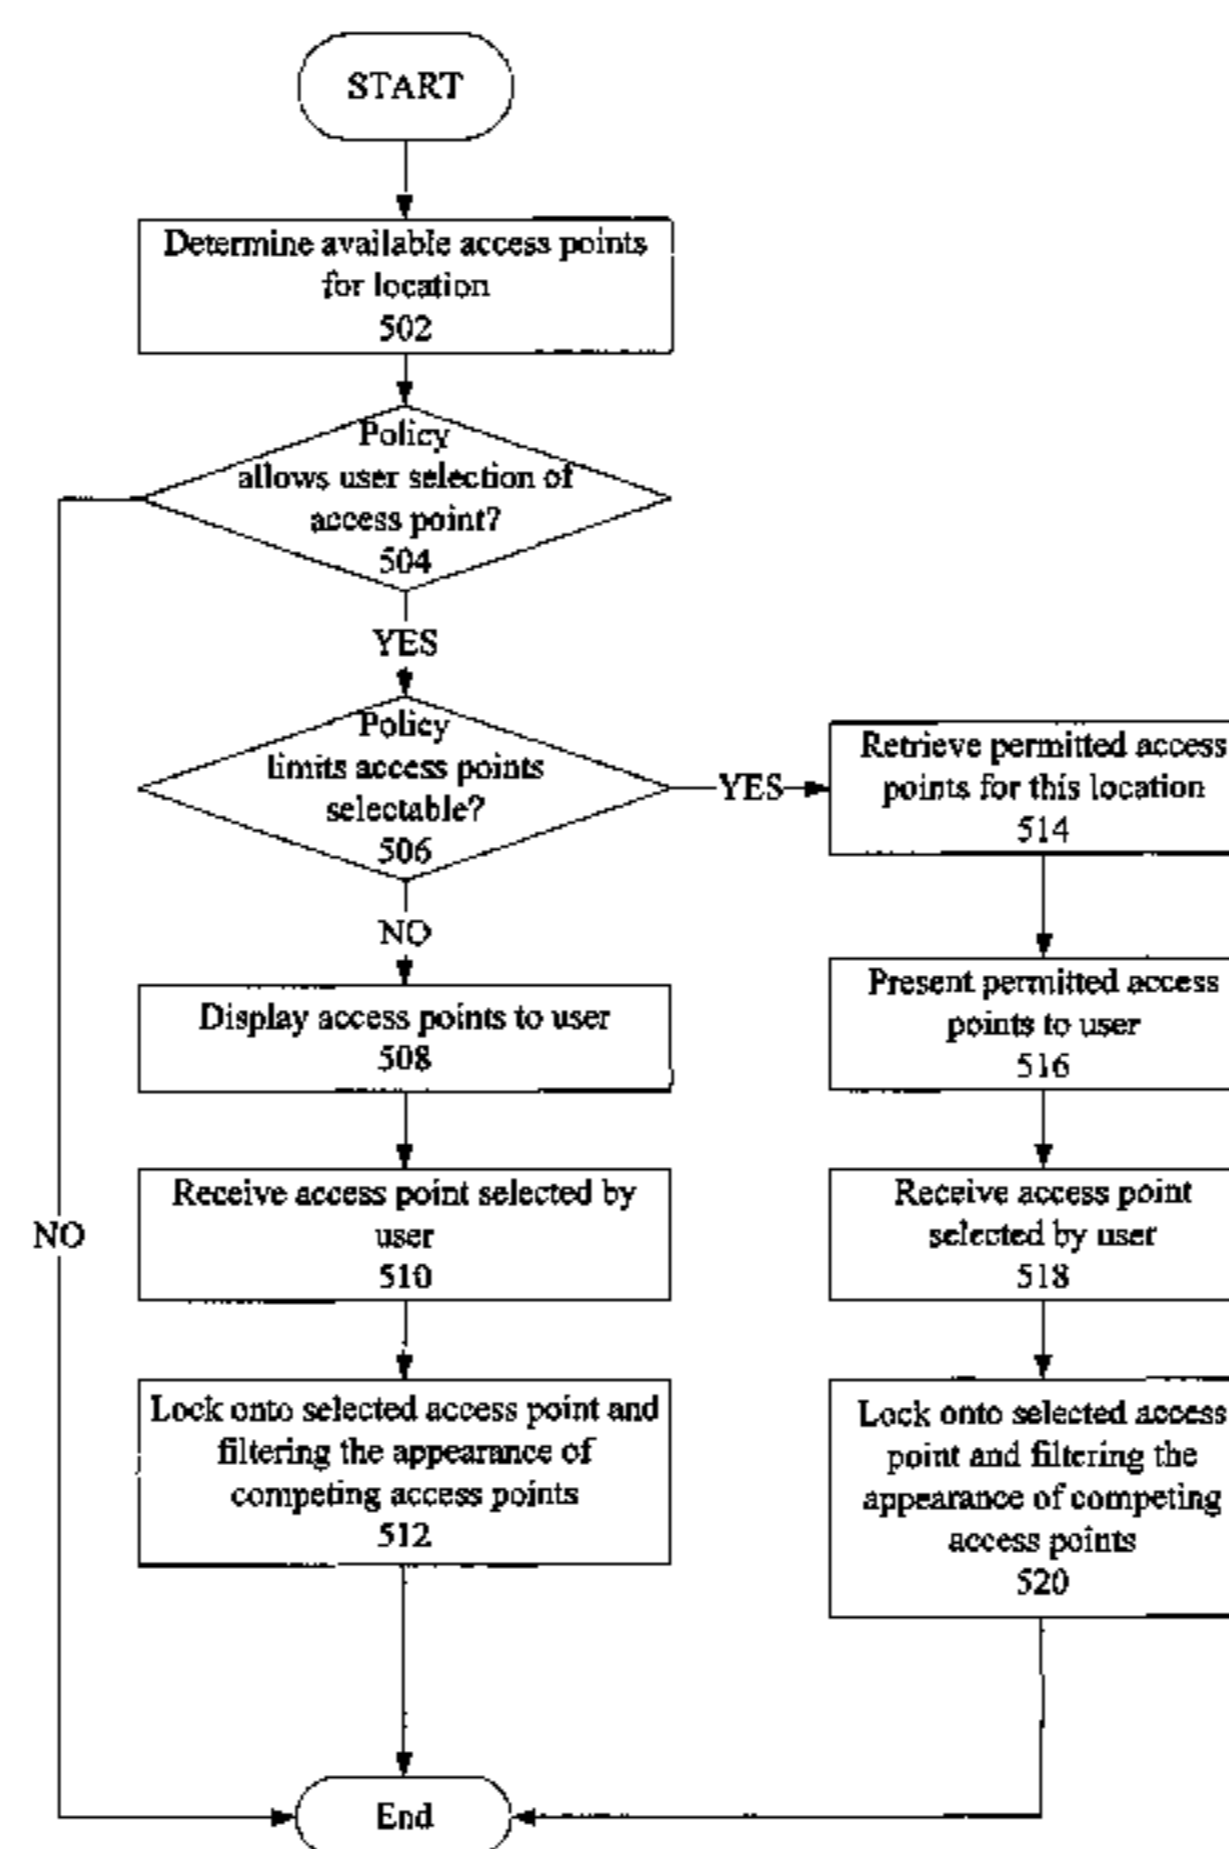 START
Determine available access points
for location
502
Policy
allows user selection of
access point?
504
YES
Policy
limits access points
selectable?
506
YES
NO
Display access points to user
508
Receive access point selected by
user
510
NO
Lock onto selected access point and
filtering the appearance of
competing access points
512
Retrieve permitted access
points for this location
514
Present permitted access
points to user
516
Receive access point
selected by user
518
Lock onto selected access
point and filtering the
appearance of competing
access points
520
End